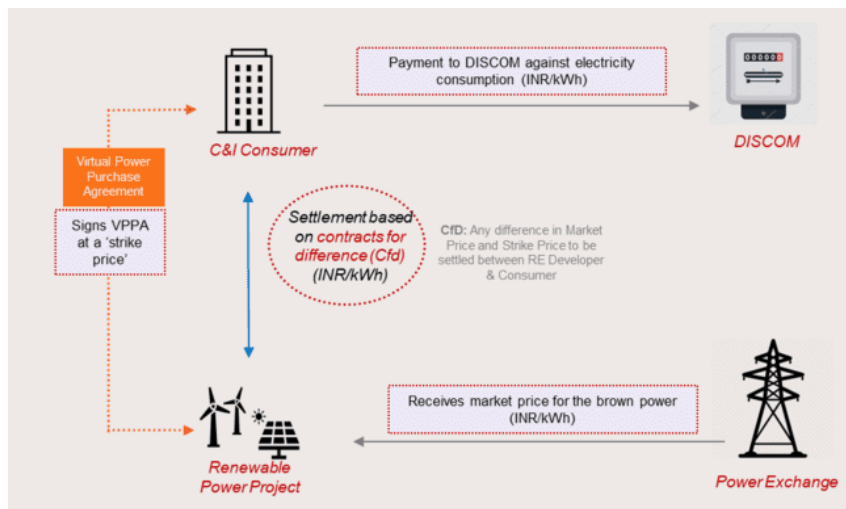 Payment to DISCOM against electricity
consumption (INR/kWh)
C&I Consumer
DISCOM
Virtual Power
Purchase
Agreement
Signs VPPA
at a ‘strike
price’
Settlement based
on contracts for
difference (Cfd)
(INR/kWh)
CfD: Any difference in Market
Price and Strike Price to be
settled between RE Developer
& Consumer
Receives market price for the brown power
(INR/kWh)
Renewable
Power Project
Power Exchange